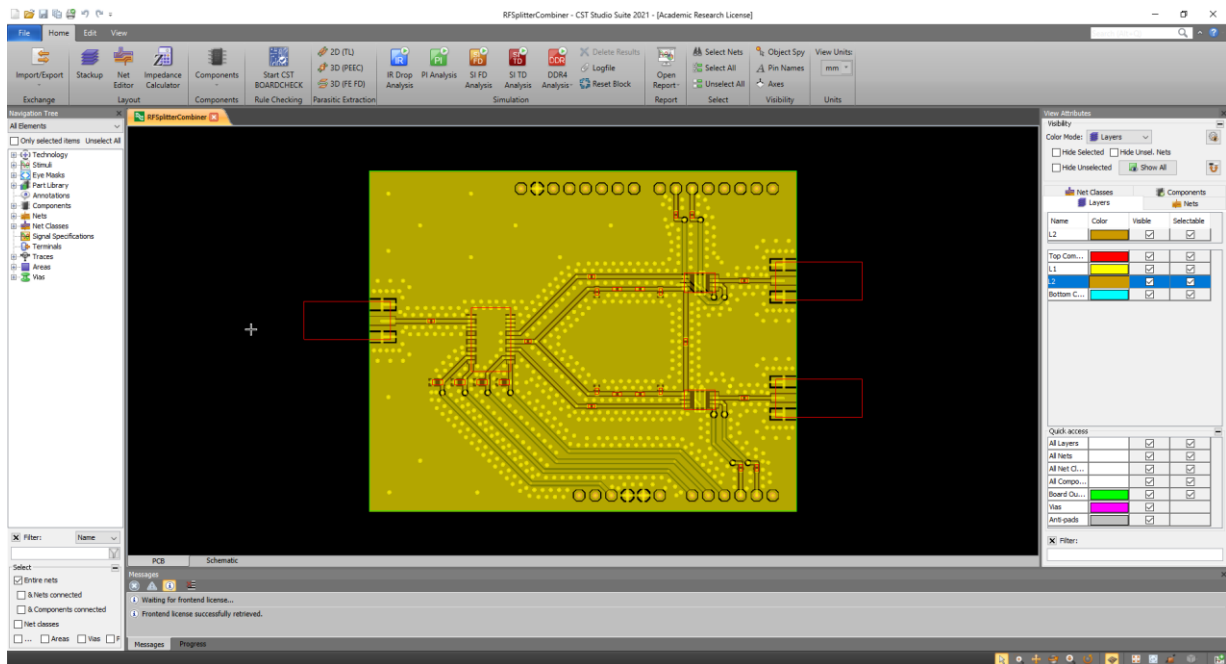 RFSplitterCombiner - CST Studio Suite 2021 - [Academic Research License]
File Home Edit View
Import/Export Stackup Net Editor Impedance Calculator Components Start CST BOARDCHECK
2D (TL)
3D (PEEC)
3D (FE FD)
IR Drop Analysis PI Analysis SI FD Analysis SI TD Analysis DDR4 Analysis
Delete Results
Logfile
Reset Block
Open Report
Select Nets
Select All
Unselect All
Object Spy
Pin Names
Axes
View Units:
mm
Exchange Layout Components Rule Checking Parasitic Extraction Simulation Report Select Visibility Units
Navigation Tree
All Elements
Only selected items Unselect All
Technology
Stimuli
Eye Masks
Part Library
Annotations
Components
Nets
Net Classes
Signal Specifications
Terminals
Traces
Areas
Vias
Filter: Name
Select
Entire nets
& Nets connected
& Components connected
Net classes
... Areas Vias F
RFSplitterCombiner
PCB Schematic
Messages
Waiting for frontend license...
Frontend license successfully retrieved.
Messages Progress
View Attributes
Visibility
Color Mode: Layers
Hide Selected Hide Unsel. Nets
Hide Unselected Show All
Net Classes Components
Layers Nets
Name Color Visible Selectable
L2
Top Com...
L1
L2
Bottom C...
Quick access
All Layers
All Nets
All Net Cl...
All Compo...
Board Ou...
Vias
Anti-pads
Filter: